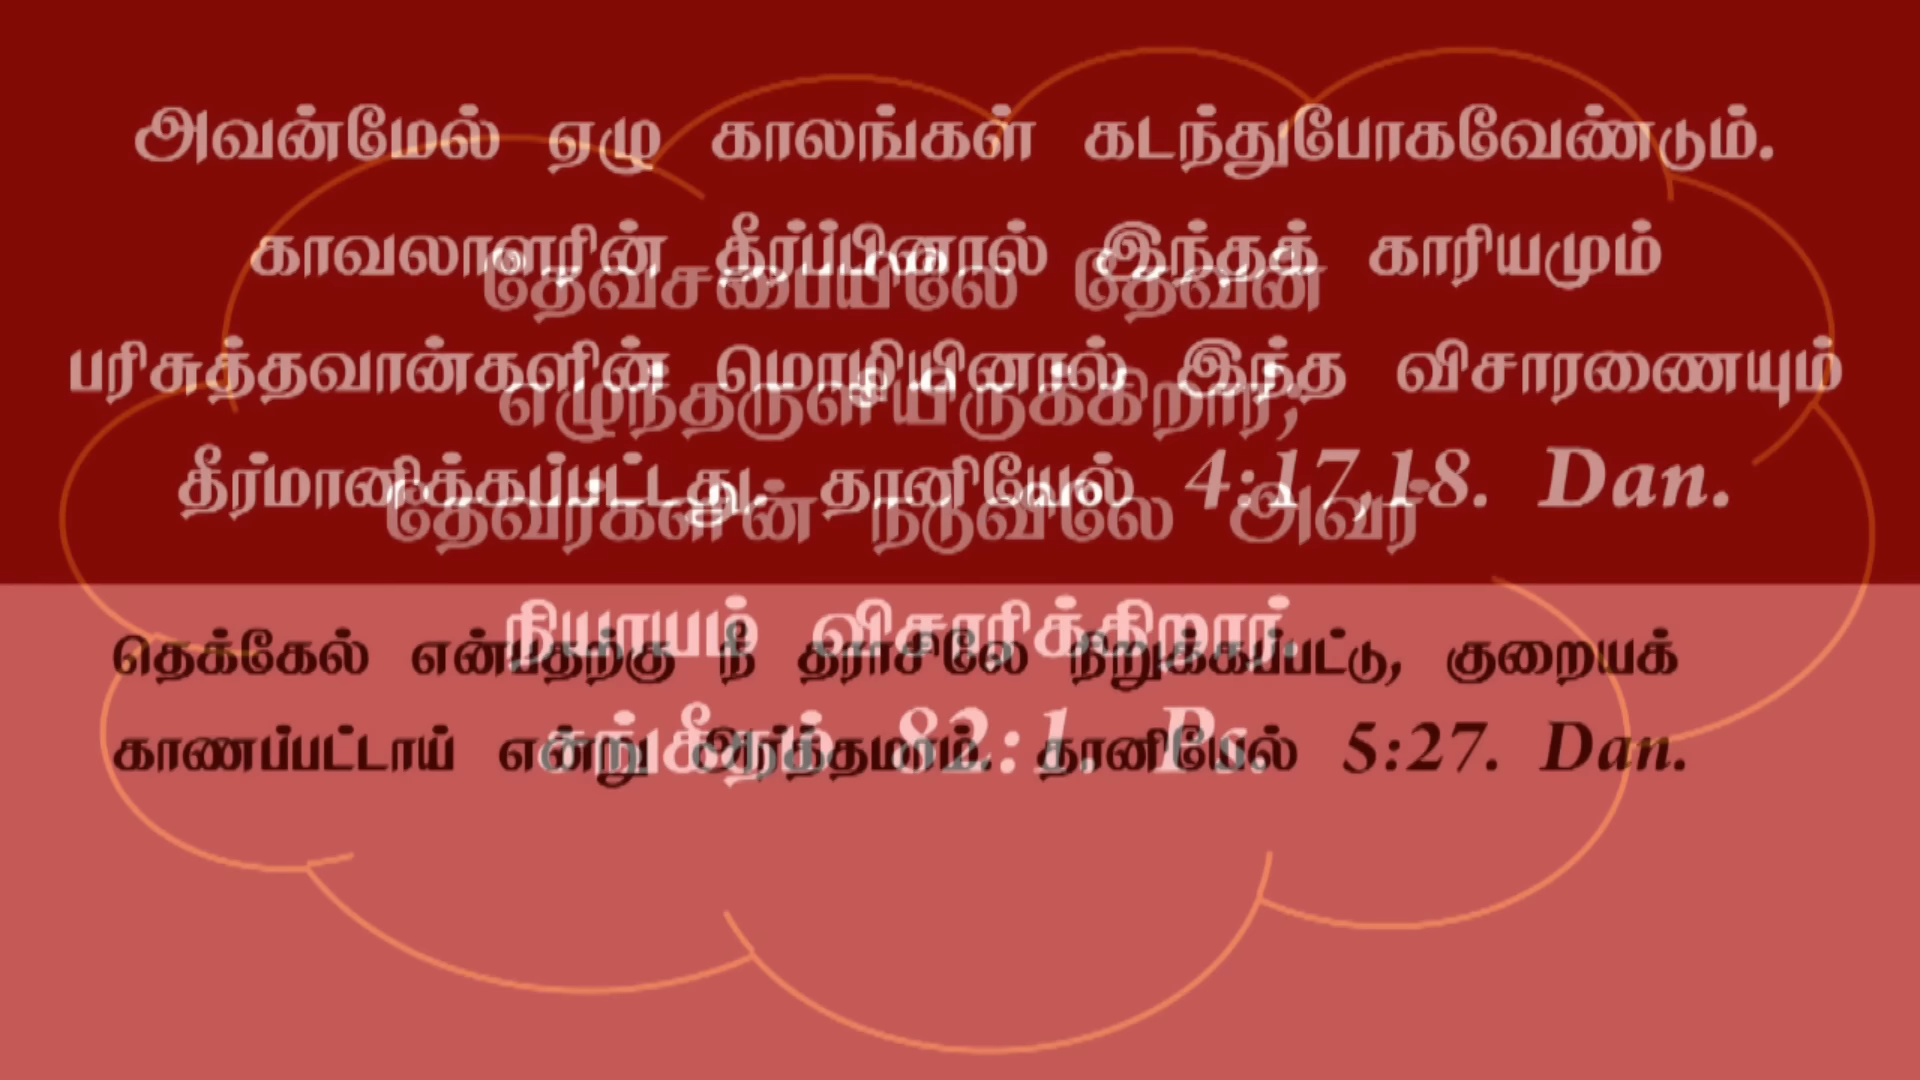 அவன்மேல் ஏழு காலங்கள் கடந்துபோகவேண்டும்.
காவலாளரின் தீர்ப்பினால் இந்தக் காரியமும்
பரிசுத்தவான்களின் மொழியினால் இந்த விசாரணையும்
தீர்மானிக்கப்பட்டது. தானியேல் 4:17,18. Dan.
தேவசபையிலே தேவன்
எழுந்தருளியிருக்கிறார்;
தேவர்களின் நடுவிலே அவர்
நியாயம் விசாரிக்கிறார்.
சங்கீதம் 82:1. Ps.
தெக்கேல் என்பதற்கு நீ தராசிலே நிறுக்கப்பட்டு, குறையக்
காணப்பட்டாய் என்று அர்த்தமாம். தானியேல் 5:27. Dan.